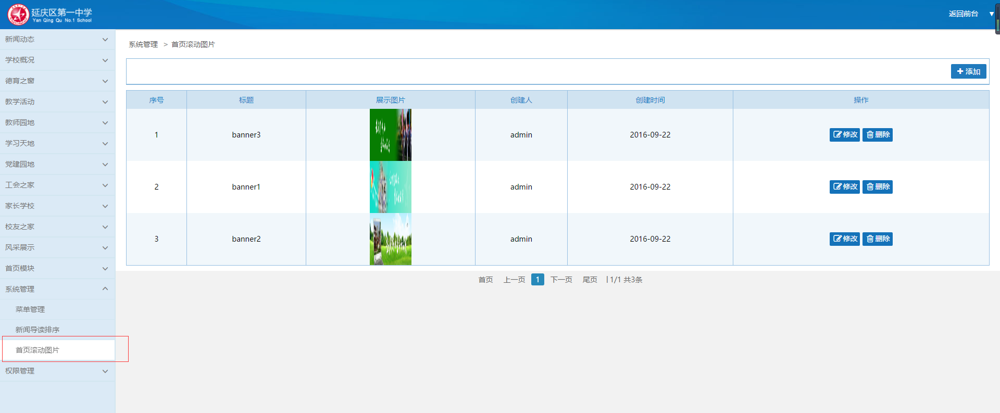 延庆区第一中学
Yan Qing Qu No.1 School
返回前台 ▼
新闻动态
学校概况
德育之窗
教学活动
教师园地
学习天地
党建园地
工会之家
家长学校
校友之家
风采展示
首页模块
系统管理
菜单管理
新闻导读排序
首页滚动图片
权限管理
系统管理 > 首页滚动图片
添加
序号 标题 展示图片 创建人 创建时间 操作
1 banner3 admin 2016-09-22 修改 删除
2 banner1 admin 2016-09-22 修改 删除
3 banner2 admin 2016-09-22 修改 删除
首页 上一页 1 下一页 尾页 | 1/1 共3条